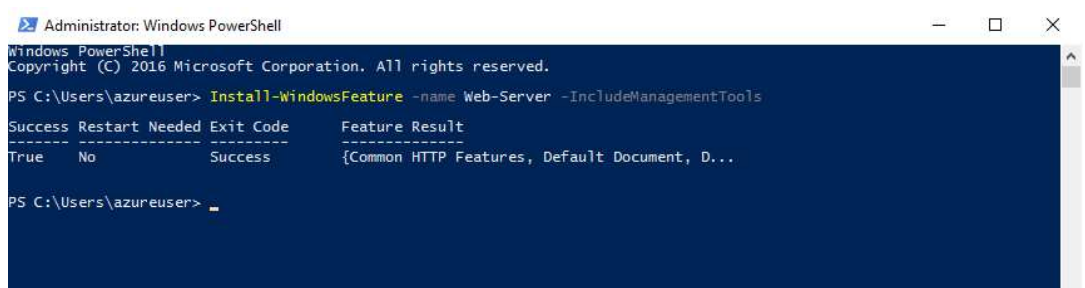 Administrator: Windows PowerShell
Windows PowerShell
Copyright (C) 2016 Microsoft Corporation. All rights reserved.
PS C:\Users\azureuser> Install-WindowsFeature -name Web-Server -IncludeManagementTools
Success Restart Needed Exit Code      Feature Result
------- -------------- ---------      --------------
True    No             Success        {Common HTTP Features, Default Document, D...
PS C:\Users\azureuser> _